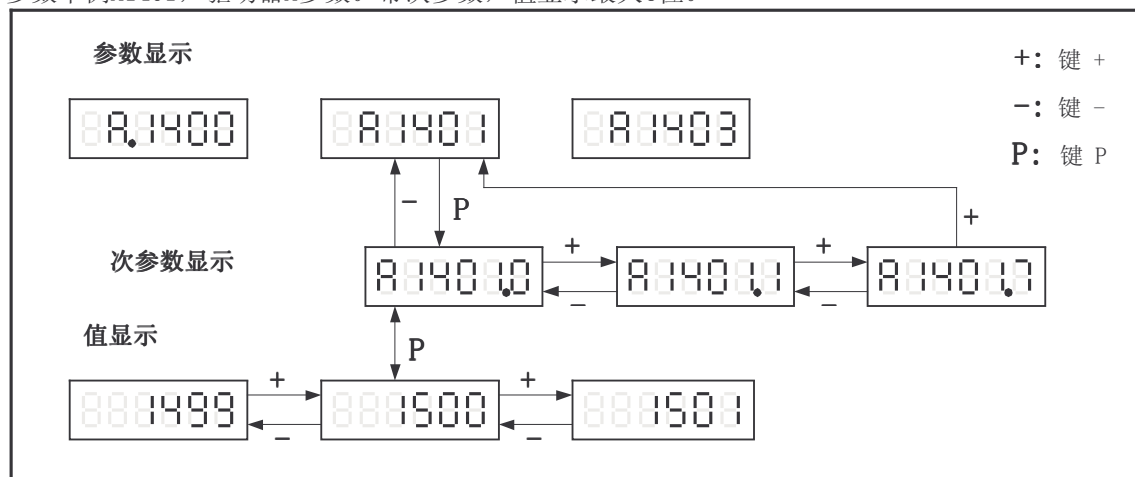 参数显示
+: 键 +
A.1400 A1401 A1403
-: 键 -
P: 键 P
- P +
次参数显示 A1401.0 + - A1401.1 + - A1401.7
值显示 P
1499 + - 1500 + - 1501